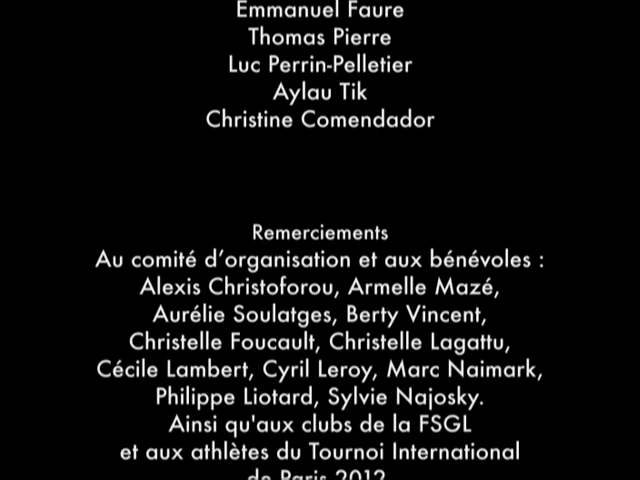 Emmanuel Faure
Thomas Pierre
Luc Perrin-Pelletier
Aylau Tik
Christine Comendador
Remerciements
Au comité d’organisation et aux bénévoles :
Alexis Christoforou, Armelle Mazé,
Aurélie Soulatges, Berty Vincent,
Christelle Foucault, Christelle Lagattu,
Cécile Lambert, Cyril Leroy, Marc Naimark,
Philippe Liotard, Sylvie Najosky.
Ainsi qu'aux clubs de la FSGL
et aux athlètes du Tournoi International
de Paris 2012